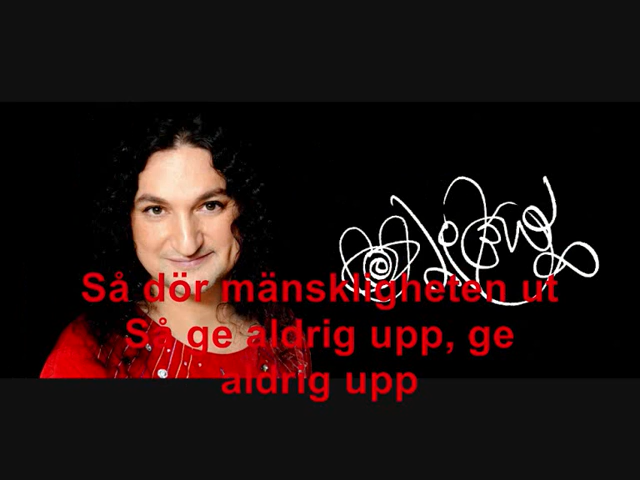 Så dör mänskligheten ut
Så ge aldrig upp, ge
aldrig upp